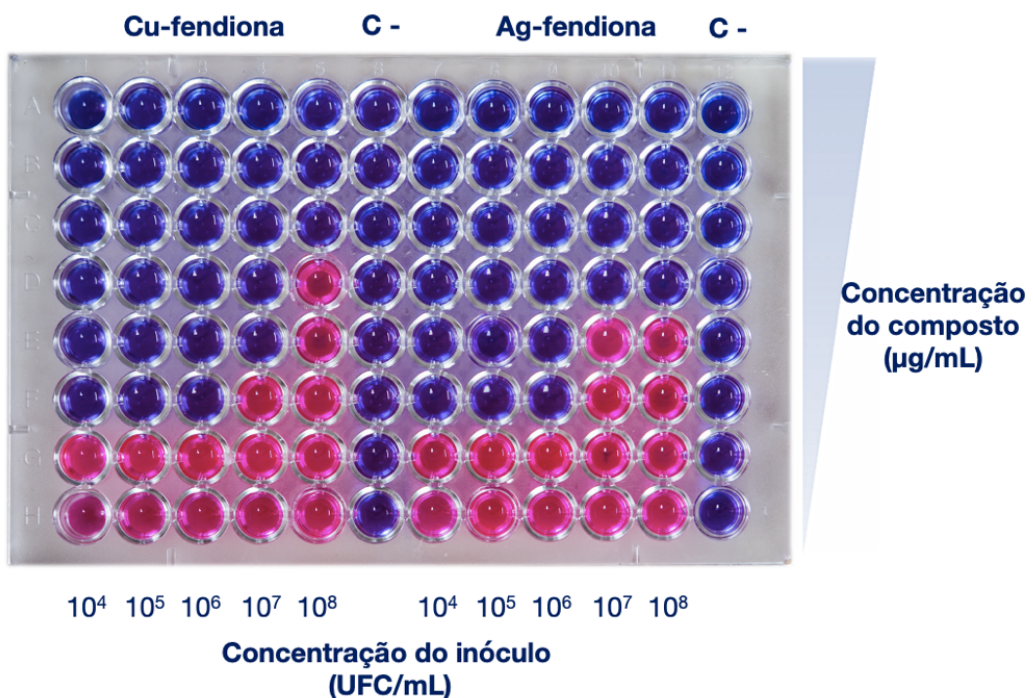 Cu-fendiona C - Ag-fendiona C -
A
B
C
D
E
F
G
H
Concentração
do composto
(µg/mL)
10⁴ 10⁵ 10⁶ 10⁷ 10⁸ 10⁴ 10⁵ 10⁶ 10⁷ 10⁸
Concentração do inóculo
(UFC/mL)